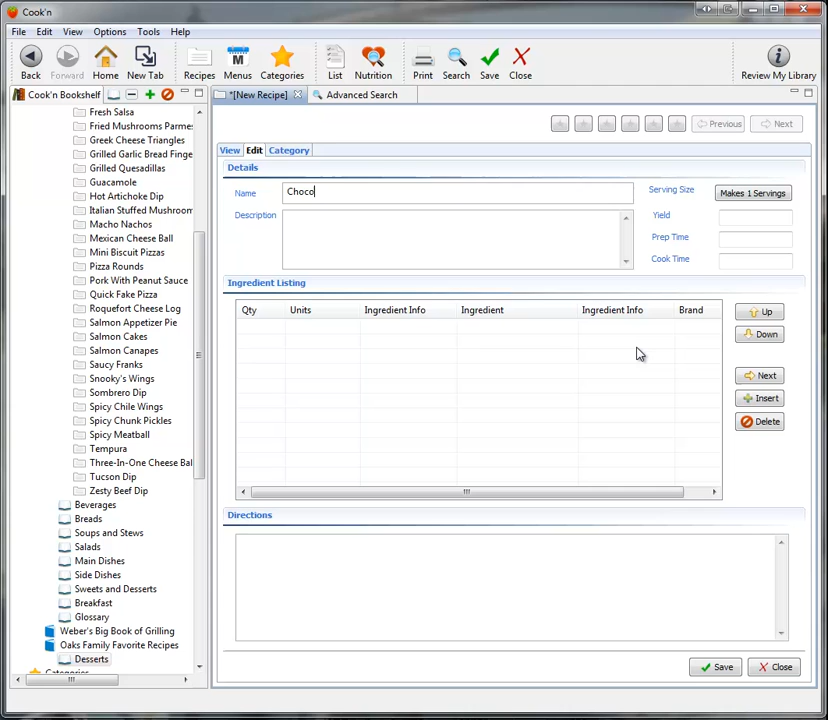 Cook'n
File Edit View Options Tools Help
Back Forward Home New Tab Recipes Menus Categories List Nutrition Print Search Save Close Review My Library
Cook'n Bookshelf
*[New Recipe] Advanced Search
Fresh Salsa
Fried Mushrooms Parmes
Greek Cheese Triangles
Grilled Garlic Bread Finge
Grilled Quesadillas
Guacamole
Hot Artichoke Dip
Italian Stuffed Mushroom
Macho Nachos
Mexican Cheese Ball
Mini Biscuit Pizzas
Pizza Rounds
Pork With Peanut Sauce
Quick Fake Pizza
Roquefort Cheese Log
Salmon Appetizer Pie
Salmon Cakes
Salmon Canapes
Saucy Franks
Snooky's Wings
Sombrero Dip
Spicy Chile Wings
Spicy Chunk Pickles
Spicy Meatball
Tempura
Three-In-One Cheese Bal
Tucson Dip
Zesty Beef Dip
Beverages
Breads
Soups and Stews
Salads
Main Dishes
Side Dishes
Sweets and Desserts
Breakfast
Glossary
Weber's Big Book of Grilling
Oaks Family Favorite Recipes
Desserts
Categories
Previous Next
View Edit Category
Details
Name Choco
Serving Size Makes 1 Servings
Description
Yield
Prep Time
Cook Time
Ingredient Listing
Qty Units Ingredient Info Ingredient Ingredient Info Brand
Up
Down
Next
Insert
Delete
Directions
Save Close